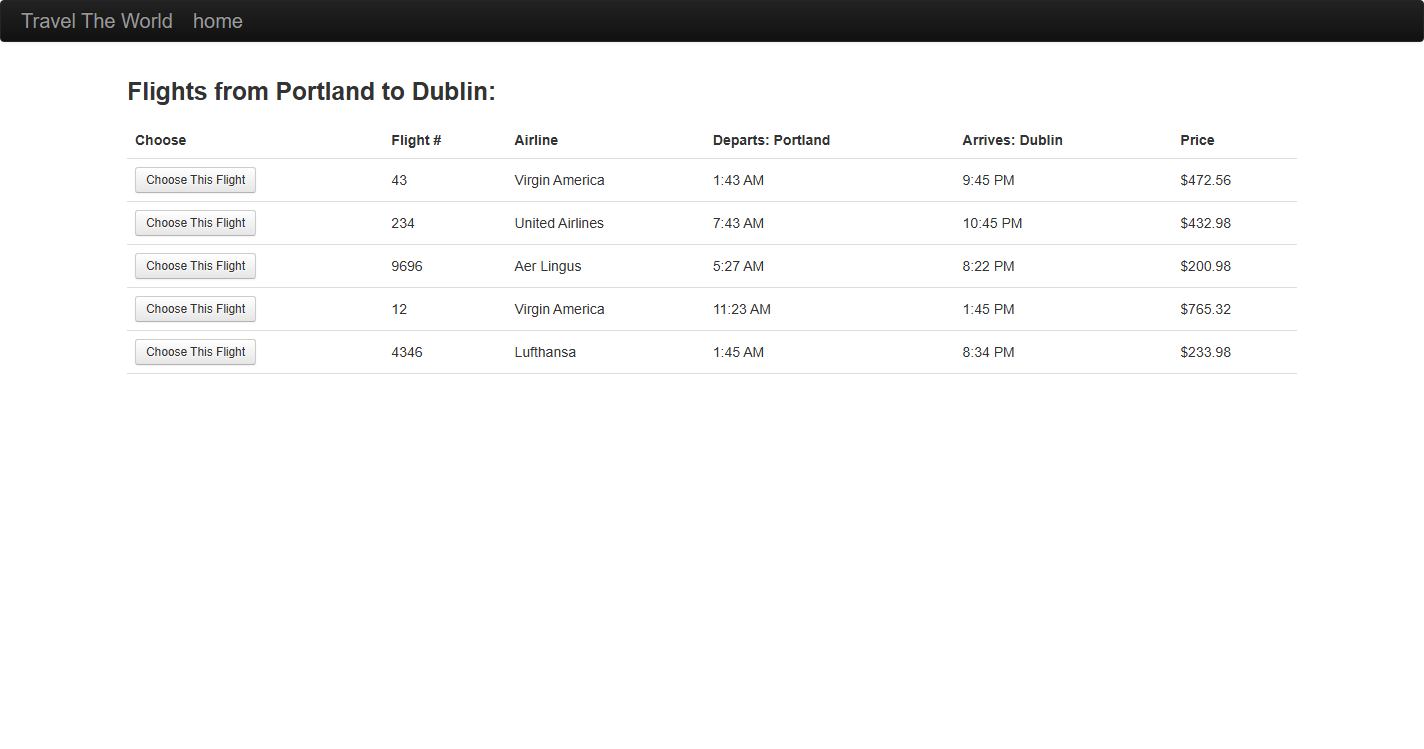 Travel The World home
Flights from Portland to Dublin:
Choose Flight # Airline Departs: Portland Arrives: Dublin Price
Choose This Flight 43 Virgin America 1:43 AM 9:45 PM $472.56
Choose This Flight 234 United Airlines 7:43 AM 10:45 PM $432.98
Choose This Flight 9696 Aer Lingus 5:27 AM 8:22 PM $200.98
Choose This Flight 12 Virgin America 11:23 AM 1:45 PM $765.32
Choose This Flight 4346 Lufthansa 1:45 AM 8:34 PM $233.98